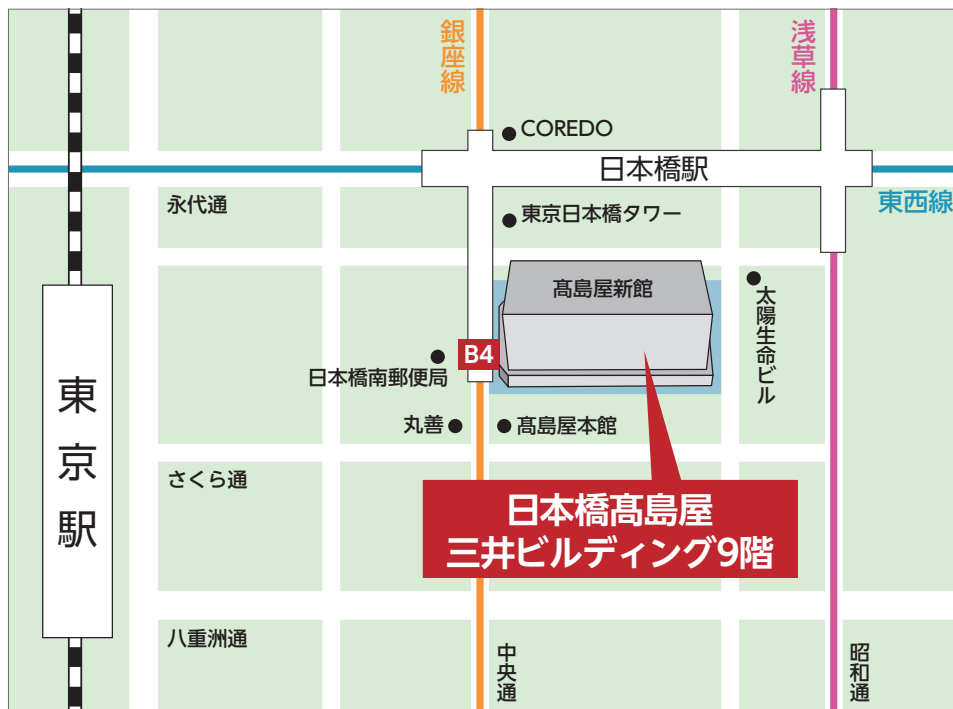 銀座線
浅草線
COREDO
日本橋駅
永代通
東西線
東京日本橋タワー
髙島屋新館
太陽生命ビル
B4
日本橋南郵便局
東京駅
丸善
髙島屋本館
さくら通
日本橋髙島屋
三井ビルディング9階
八重洲通
中央通
昭和通